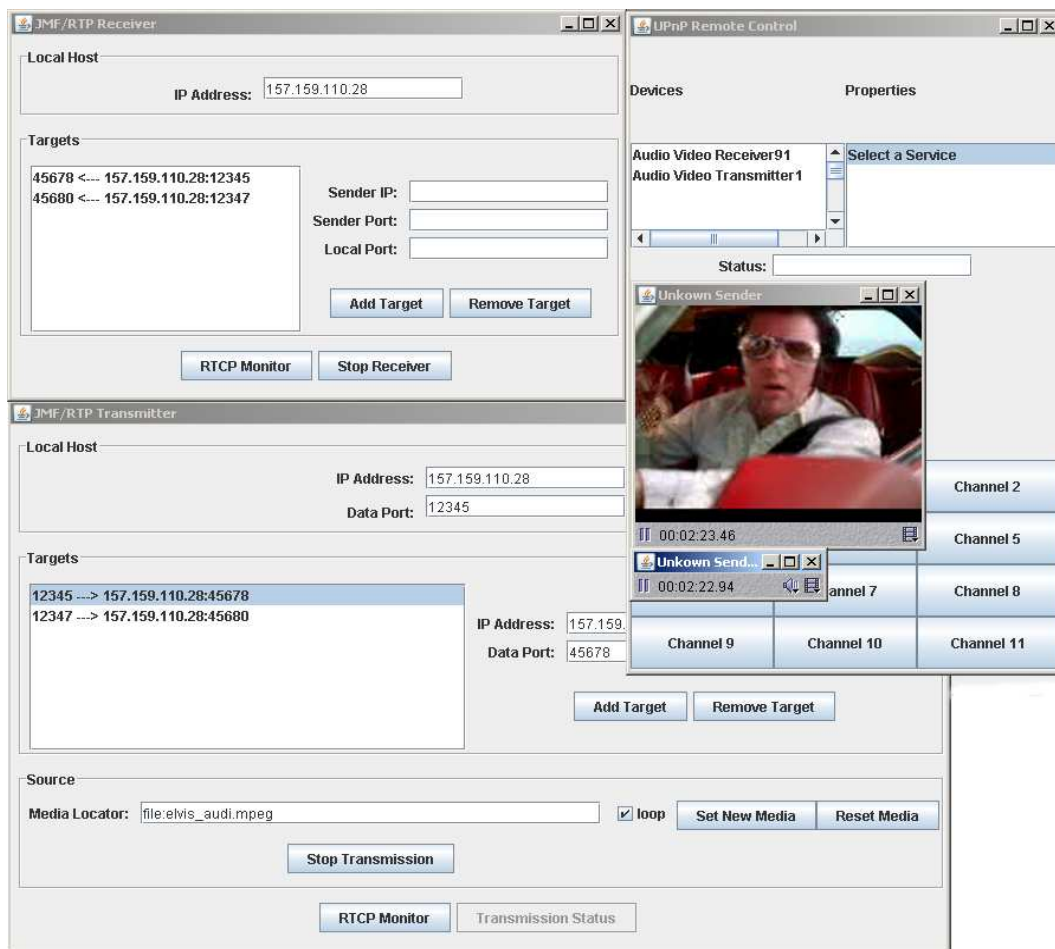 JMF/RTP Receiver
Local Host
IP Address: 157.159.110.28
Targets
45678 <--- 157.159.110.28:12345
45680 <--- 157.159.110.28:12347
Sender IP:
Sender Port:
Local Port:
Add Target Remove Target
RTCP Monitor Stop Receiver
UPnP Remote Control
Devices Properties
Audio Video Receiver91
Audio Video Transmitter1
Select a Service
Status:
Unkown Sender
00:02:23.46
Unkown Send...
00:02:22.94
Channel 2
Channel 5
annel 7 Channel 8
Channel 9 Channel 10 Channel 11
JMF/RTP Transmitter
Local Host
IP Address: 157.159.110.28
Data Port: 12345
Targets
12345 ---> 157.159.110.28:45678
12347 ---> 157.159.110.28:45680
IP Address: 157.159.
Data Port: 45678
Add Target Remove Target
Source
Media Locator: file:elvis_audi.mpeg loop Set New Media Reset Media
Stop Transmission
RTCP Monitor Transmission Status